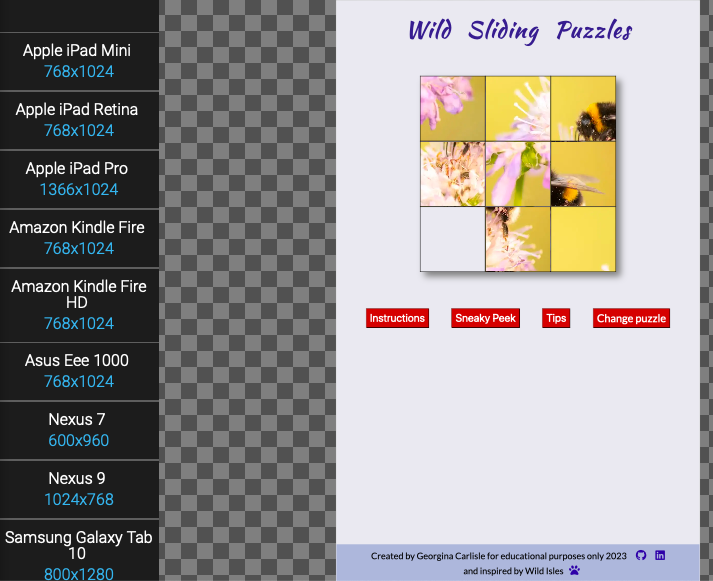 Apple iPad Mini
768x1024
Apple iPad Retina
768x1024
Apple iPad Pro
1366x1024
Amazon Kindle Fire
768x1024
Amazon Kindle Fire
HD
768x1024
Asus Eee 1000
768x1024
Nexus 7
600x960
Nexus 9
1024x768
Samsung Galaxy Tab
10
800x1280
Wild Sliding Puzzles
Instructions Sneaky Peek Tips Change puzzle
Created by Georgina Carlisle for educational purposes only 2023
and inspired by Wild Isles